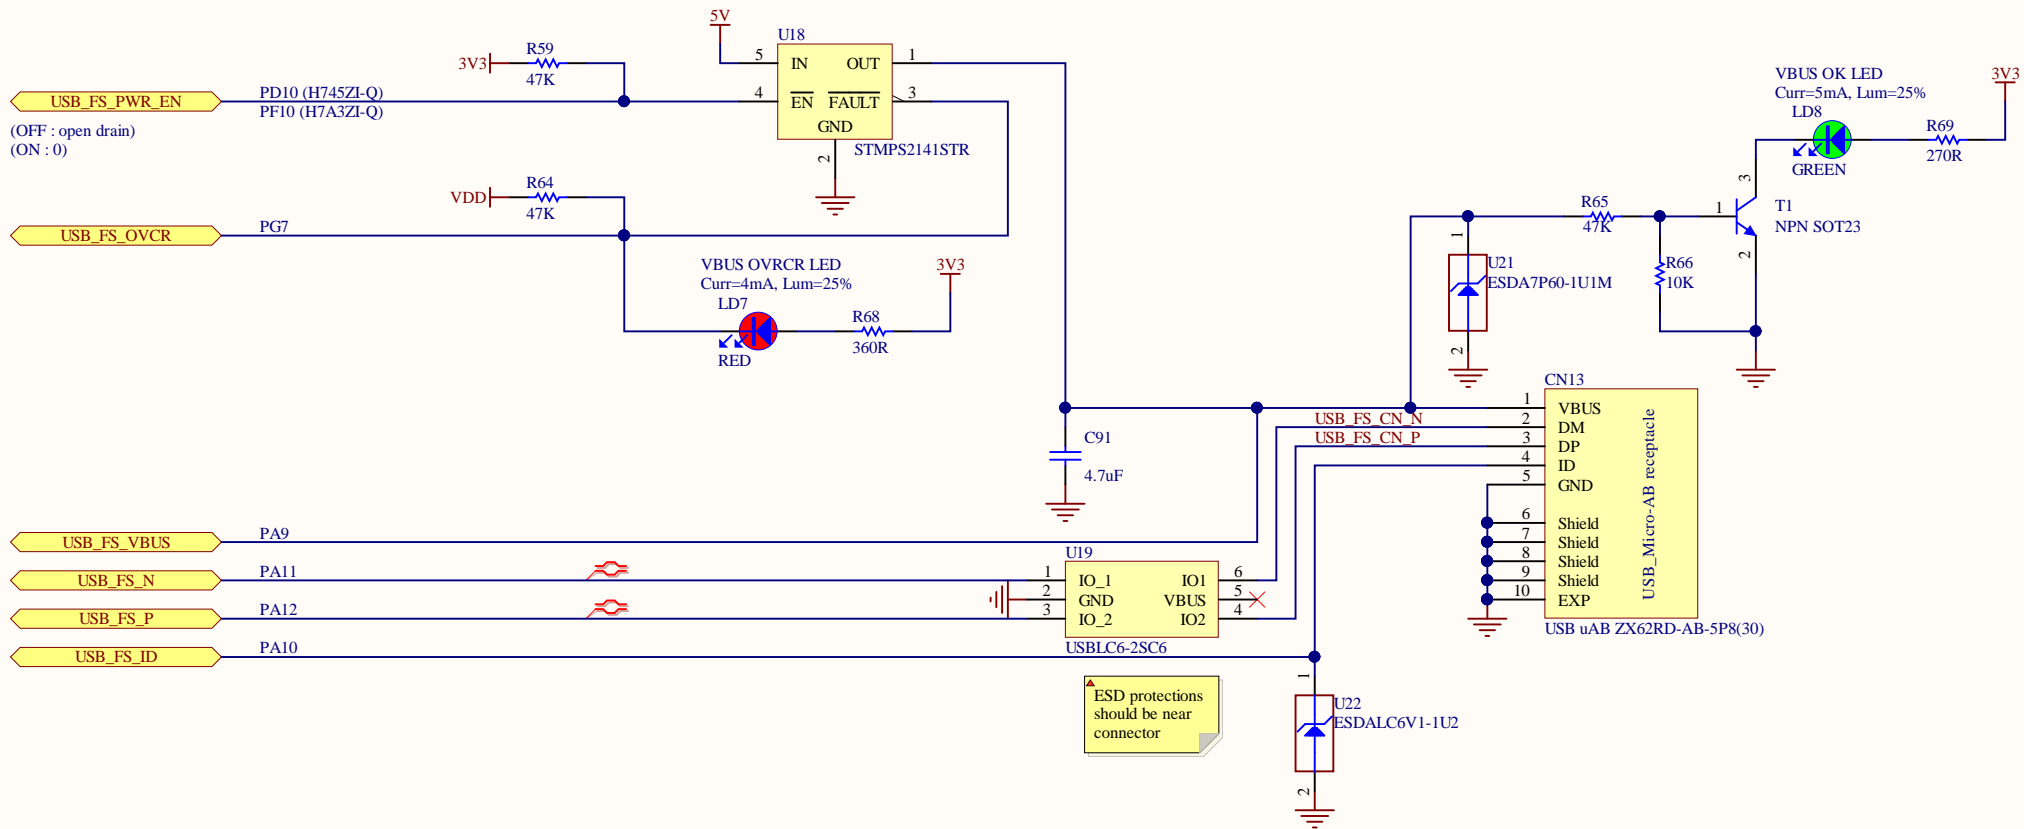 5V
U18
R59
3V3
47K
5
IN
OUT
1
USB_FS_PWR_EN
PD10 (H745ZI-Q)
PF10 (H7A3ZI-Q)
4
EN
FAULT
3
GND
(OFF : open drain)
(ON : 0)
2
STMPS2141STR
R64
VDD
47K
USB_FS_OVCR
PG7
VBUS OVRCR LED
Curr=4mA, Lum=25%
LD7
3V3
R68
360R
RED
VBUS OK LED
Curr=5mA, Lum=25%
LD8
3V3
R69
270R
GREEN
3
R65
47K
1
T1
NPN SOT23
2
1
U21
ESDA7P60-1U1M
2
R66
10K
CN13
1
VBUS
USB_FS_CN_N
2
DM
USB_FS_CN_P
3
DP
4
ID
5
GND
6
Shield
7
Shield
8
Shield
9
Shield
10
EXP
USB_Micro-AB receptacle
USB uAB ZX62RD-AB-5P8(30)
C91
4.7uF
USB_FS_VBUS
PA9
USB_FS_N
PA11
USB_FS_P
PA12
USB_FS_ID
PA10
U19
1
IO_1
IO1
6
2
GND
VBUS
5
3
IO_2
IO2
4
USBLC6-2SC6
ESD protections
should be near
connector
1
U22
ESDALC6V1-1U2
2